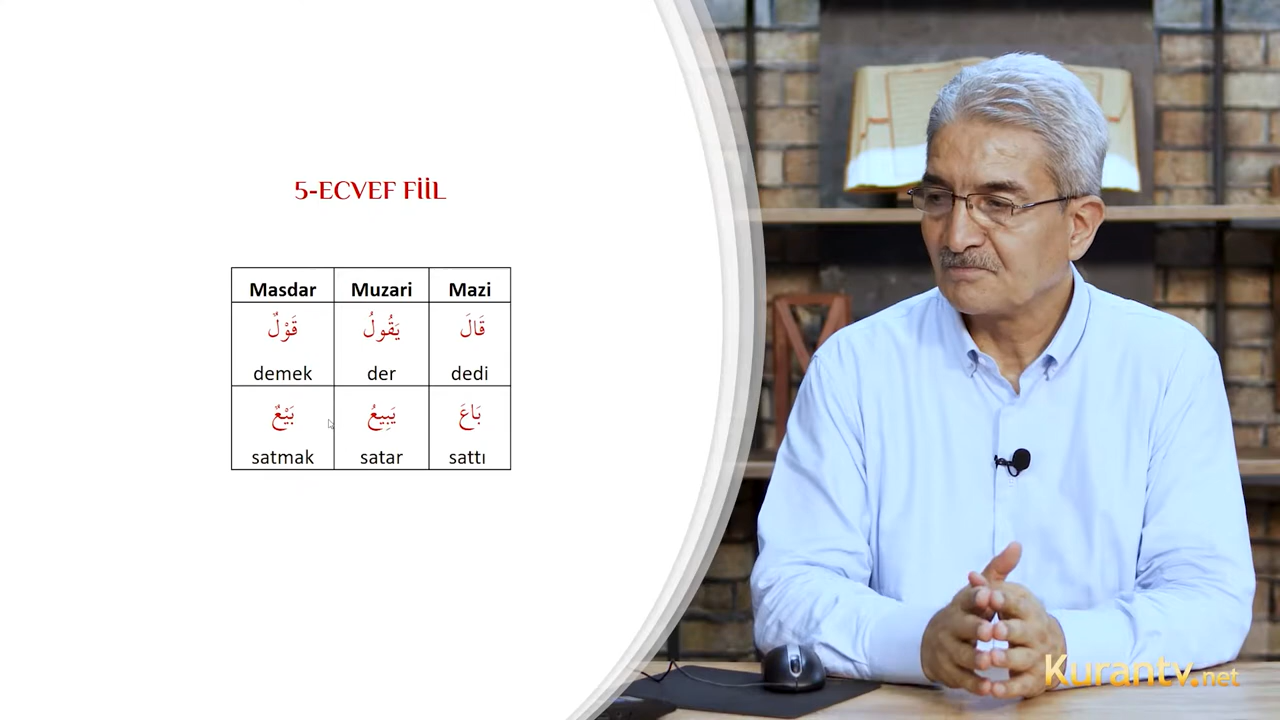 5-ECVEF FİİL
Masdar Muzari Mazi
قَوْلٌ يَقُولُ قَالَ
demek der dedi
بَيْعٌ يَبِيعُ بَاعَ
satmak satar sattı
Kurantv.net